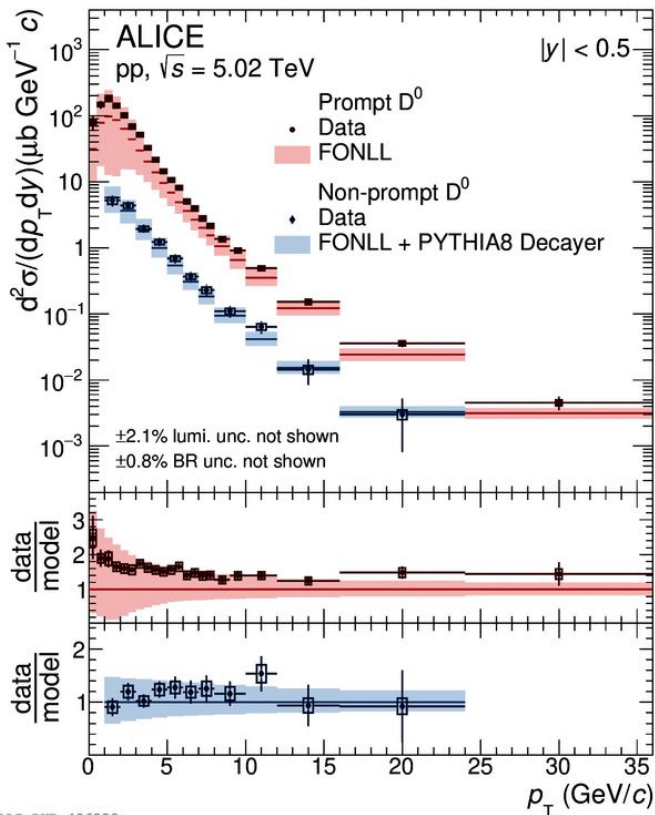 ALICE
pp, √s = 5.02 TeV
|y| < 0.5
Prompt D⁰
Data
FONLL
Non-prompt D⁰
Data
FONLL + PYTHIA8 Decayer
±2.1% lumi. unc. not shown
±0.8% BR unc. not shown
d²σ/(dp_T dy)(μb GeV⁻¹ c)
10³
10²
10
1
10⁻¹
10⁻²
10⁻³
data
model
3
2
1
data
model
2
1
0 5 10 15 20 25 30 35
p_T (GeV/c)